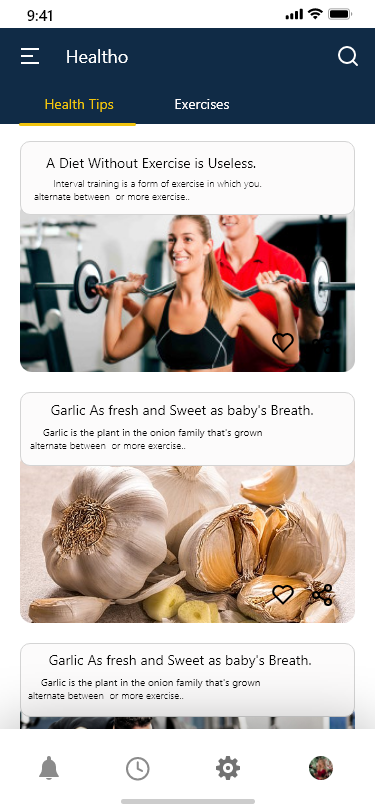 9:41
Healtho
Health Tips
Exercises
A Diet Without Exercise is Useless.
Interval training is a form of exercise in which you.
alternate between or more exercise..
Garlic As fresh and Sweet as baby's Breath.
Garlic is the plant in the onion family that's grown
alternate between or more exercise..
Garlic As fresh and Sweet as baby's Breath.
Garlic is the plant in the onion family that's grown
alternate between or more exercise..